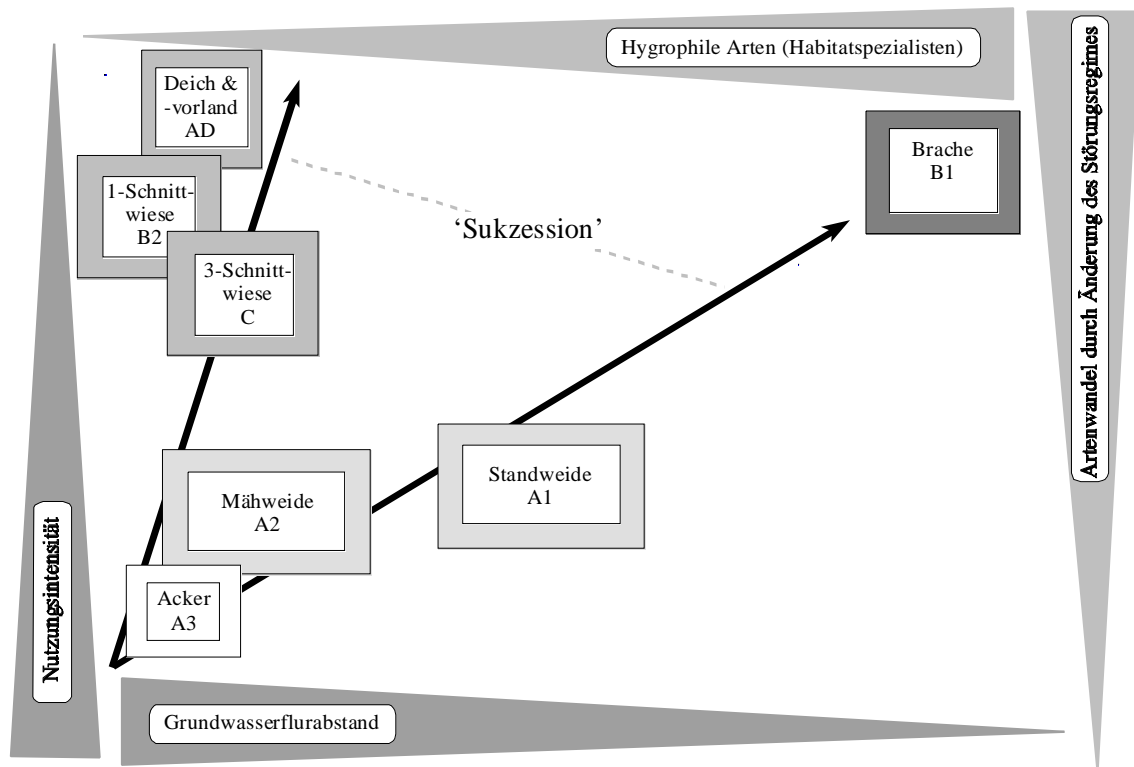 Hygrophile Arten (Habitatspezialisten)
Artenwandel durch Änderung des Störungsregimes
Deich &
-vorland
AD
Brache
B1
1-Schnitt-
wiese
B2
‘Sukzession’
3-Schnitt-
wiese
C
Standweide
A1
Mähweide
A2
Nutzungsintensität
Acker
A3
Grundwasserflurabstand